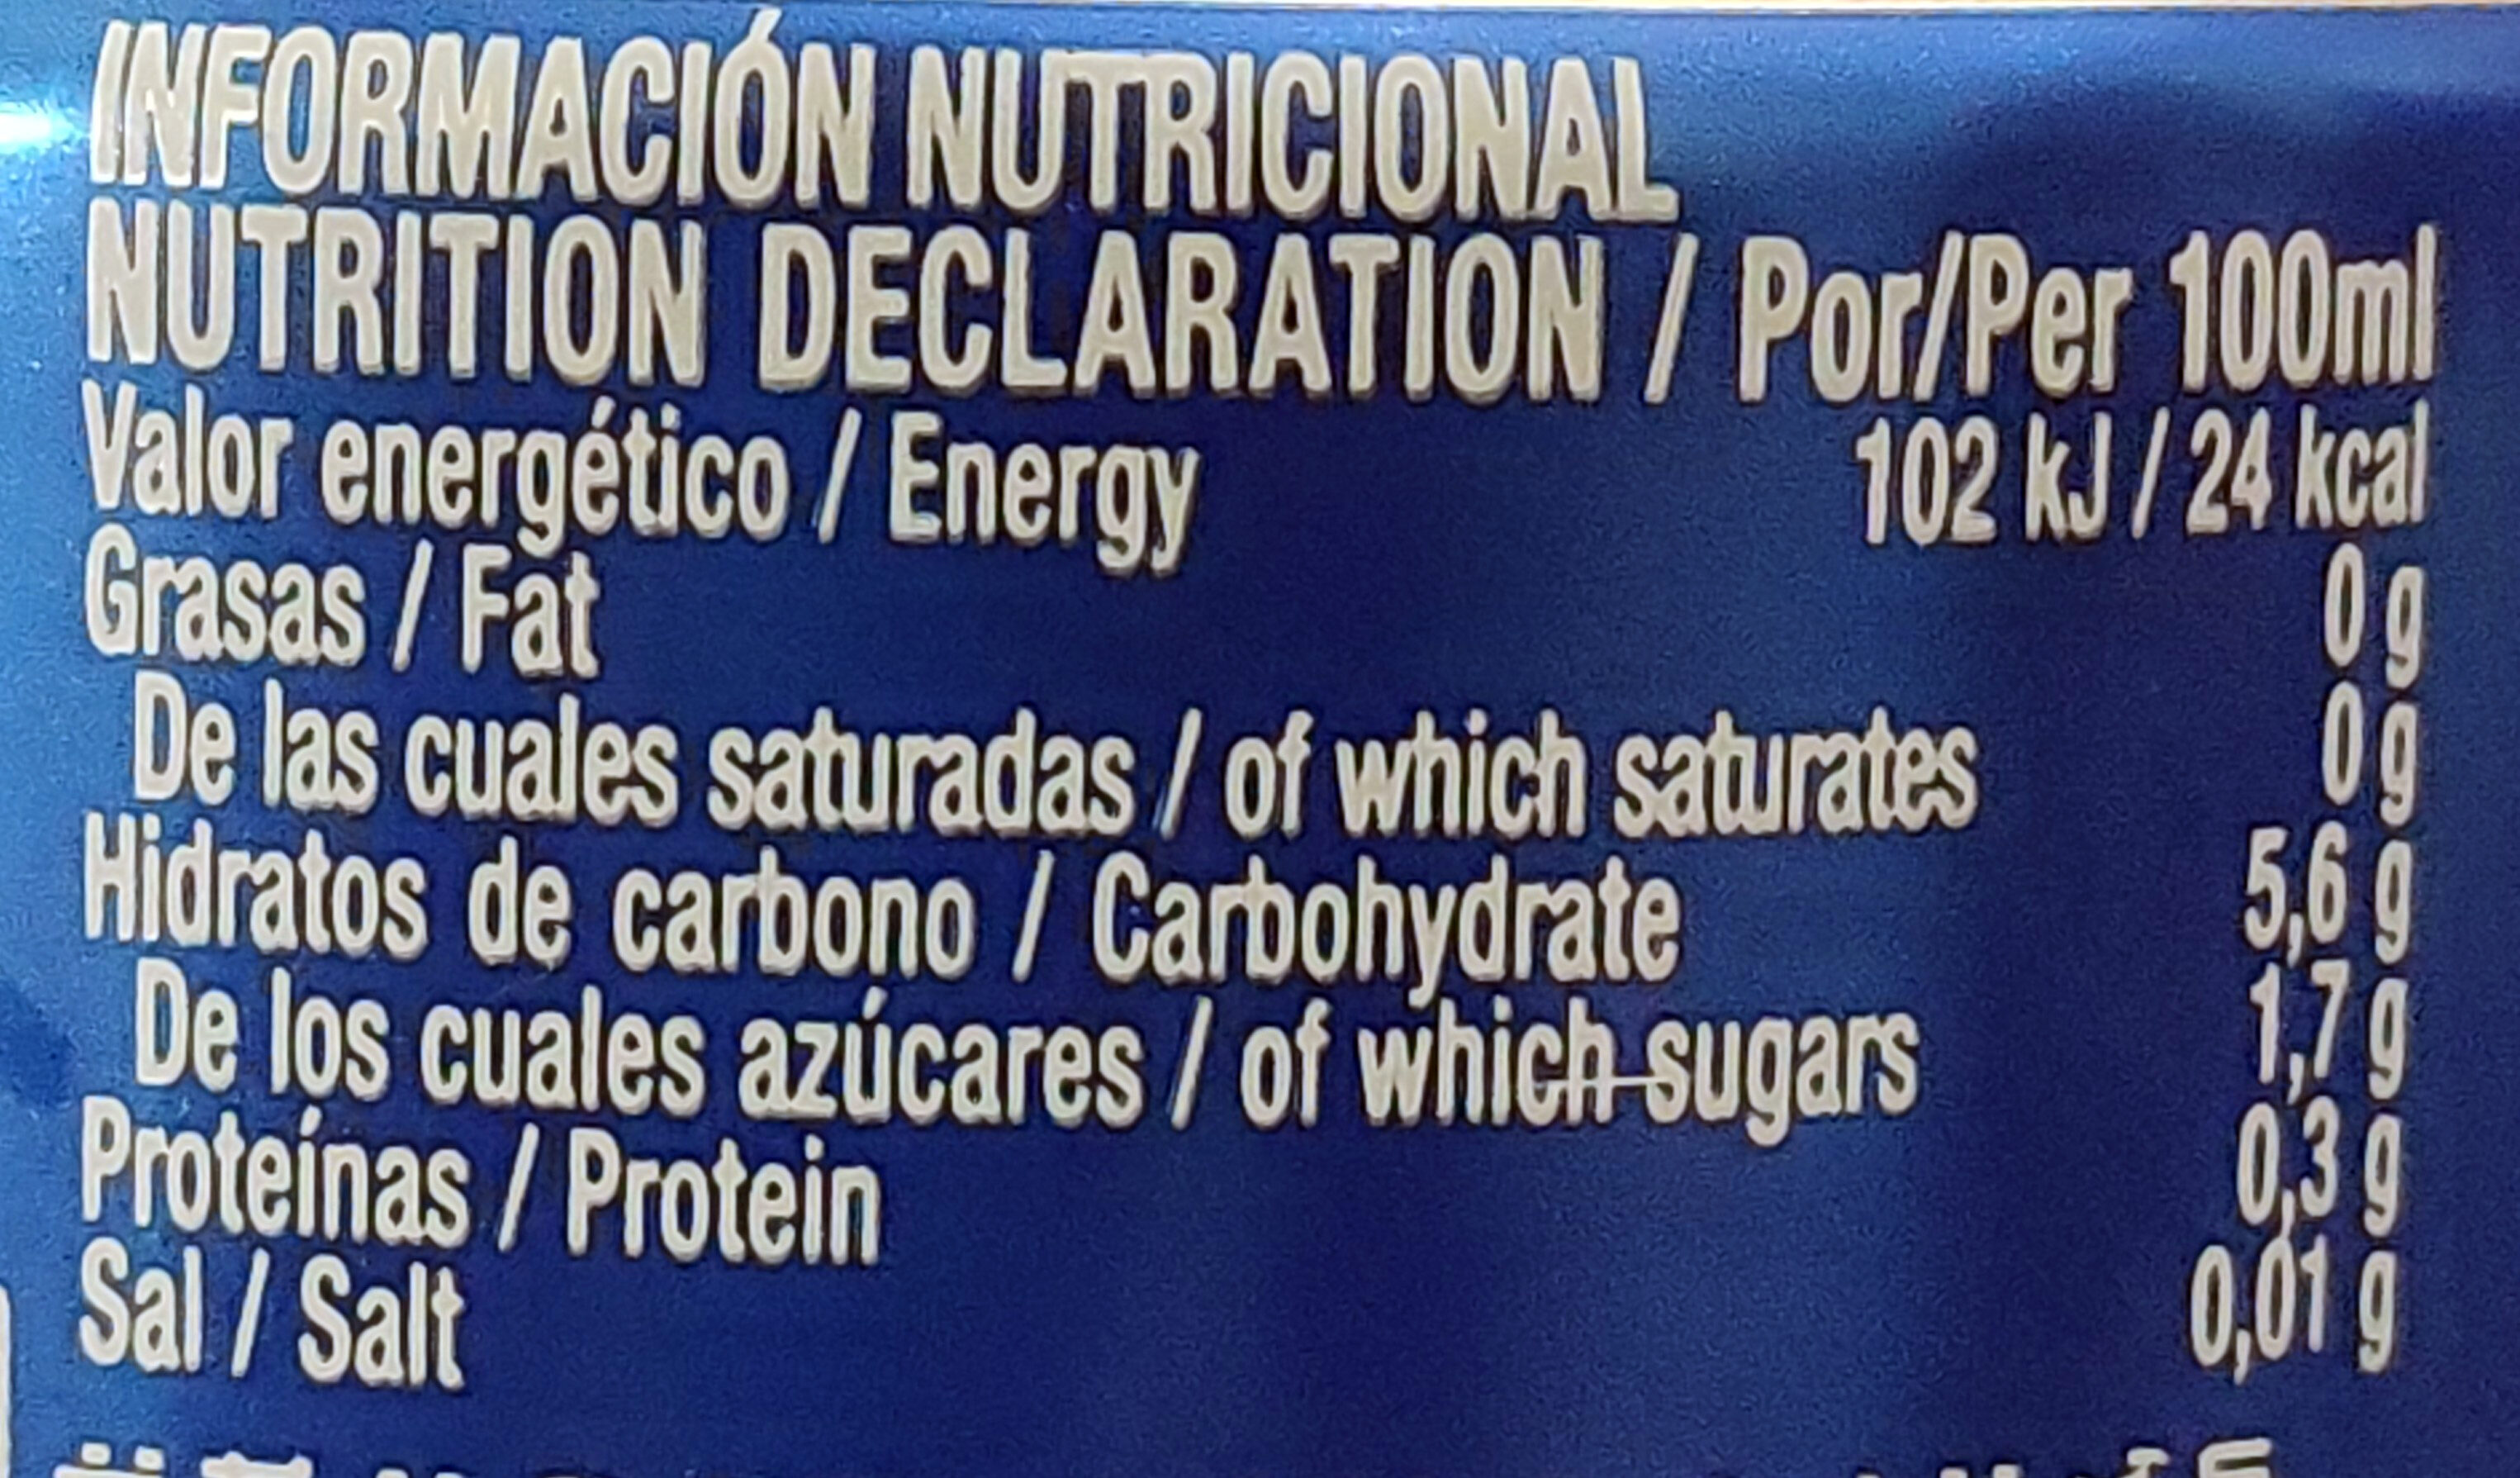 INFORMACIÓN NUTRICIONAL
NUTRITION DECLARATION / Por/Per 100ml
Valor energético / Energy 102 kJ / 24 kcal
Grasas / Fat 0 g
De las cuales saturadas / of which saturates 0 g
Hidratos de carbono / Carbohydrate 5,6 g
De los cuales azúcares / of which sugars 1,7 g
Proteínas / Protein 0,3 g
Sal / Salt 0,01 g